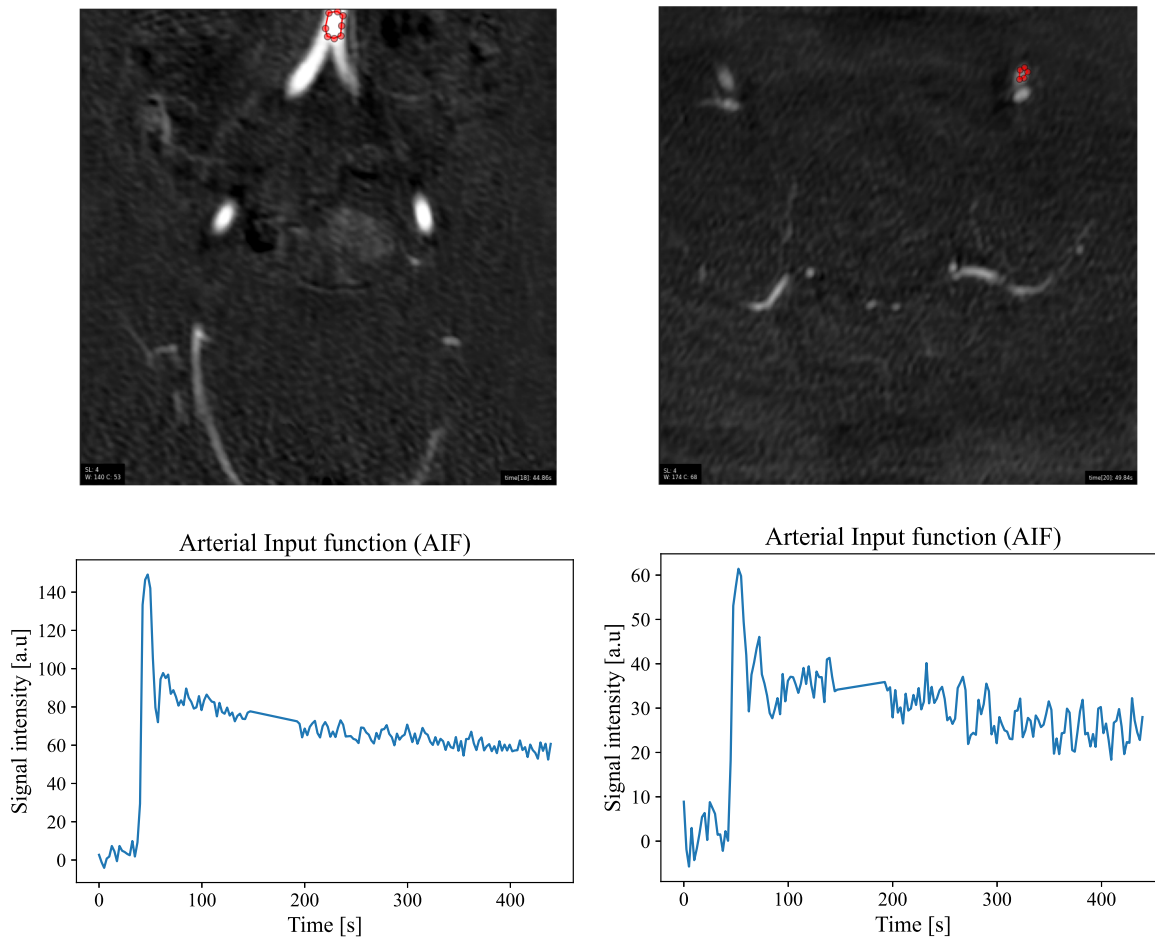 SL: 4
W: 140 C: 53
time[18]: 44.86s
SL: 4
W: 174 C: 68
time[20]: 49.84s
Arterial Input function (AIF)
Signal intensity [a.u]
140
120
100
80
60
40
20
0
0 100 200 300 400
Time [s]
Arterial Input function (AIF)
Signal intensity [a.u]
60
50
40
30
20
10
0
0 100 200 300 400
Time [s]